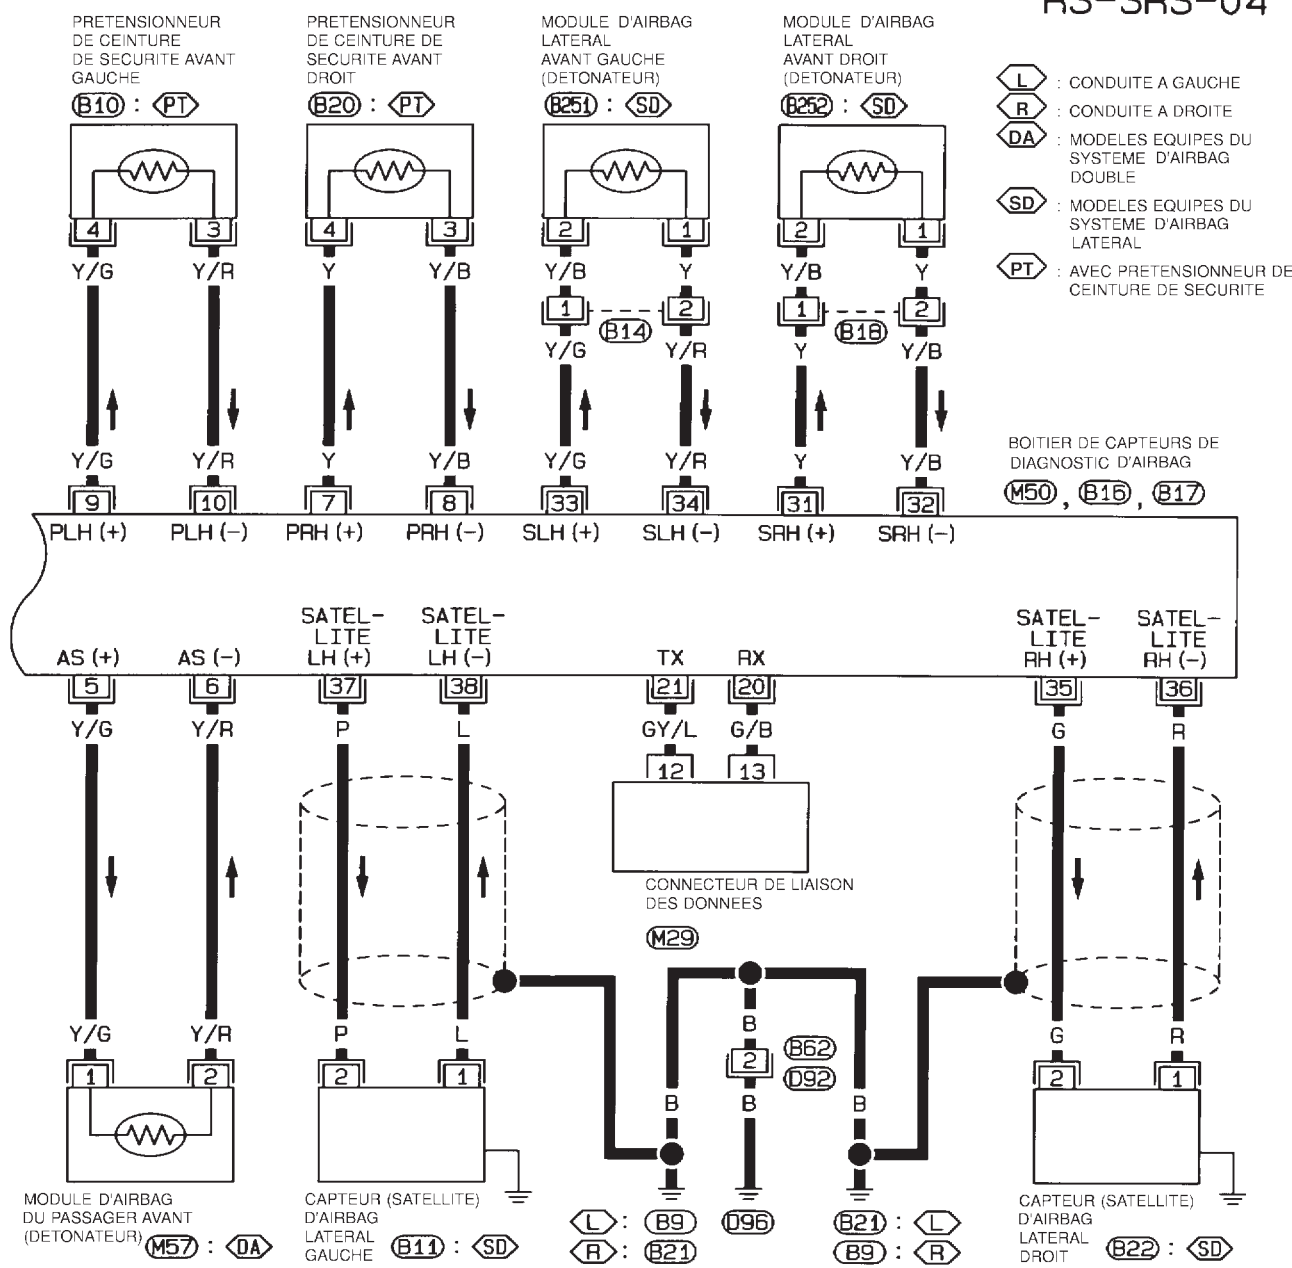 RS-SRS-04
PRETENSIONNEUR
DE CEINTURE
DE SECURITE AVANT
GAUCHE
B10 : PT
PRETENSIONNEUR
DE CEINTURE DE
SECURITE AVANT
DROIT
B20 : PT
MODULE D'AIRBAG
LATERAL
AVANT GAUCHE
(DETONATEUR)
B251 : SD
MODULE D'AIRBAG
LATERAL
AVANT DROIT
(DETONATEUR)
B252 : SD
L : CONDUITE A GAUCHE
R : CONDUITE A DROITE
DA : MODELES EQUIPES DU
SYSTEME D'AIRBAG
DOUBLE
SD : MODELES EQUIPES DU
SYSTEME D'AIRBAG
LATERAL
PT : AVEC PRETENSIONNEUR DE
CEINTURE DE SECURITE
4 3 4 3 2 1 2 1
Y/G Y/R Y Y/B Y/B Y Y/B Y
1 2 1 2
B14 B18
Y/G Y/R Y Y/B
Y/G Y/R Y Y/B Y/G Y/R Y Y/B
BOITIER DE CAPTEURS DE
DIAGNOSTIC D'AIRBAG
M50 , B16 , B17
9 10 7 8 33 34 31 32
PLH (+) PLH (-) PRH (+) PRH (-) SLH (+) SLH (-) SRH (+) SRH (-)
AS (+)
AS (-)
SATEL-
LITE
LH (+)
SATEL-
LITE
LH (-)
TX
RX
SATEL-
LITE
RH (+)
SATEL-
LITE
RH (-)
5 6 37 38 21 20 35 36
Y/G Y/R P L GY/L G/B G R
12 13
CONNECTEUR DE LIAISON
DES DONNEES
M29
Y/G Y/R P L B G R
2
B62
D92
B B B
1 2 2 1 2 1
MODULE D'AIRBAG
DU PASSAGER AVANT
(DETONATEUR) M57 : DA
CAPTEUR (SATELLITE)
D'AIRBAG
LATERAL
GAUCHE B11 : SD
L : B9
R : B21
D96
B21 : L
B9 : R
CAPTEUR (SATELLITE)
D'AIRBAG
LATERAL
DROIT B22 : SD